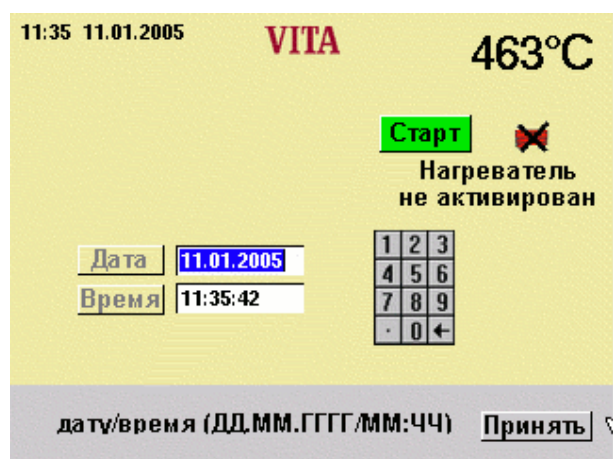 11:35 11.01.2005
VITA
463°C
Старт
Нагреватель
не активирован
Дата 11.01.2005
Время 11:35:42
1 2 3
4 5 6
7 8 9
· 0 ←
дату/время (ДД.ММ.ГГГГ/ММ:ЧЧ) Принять